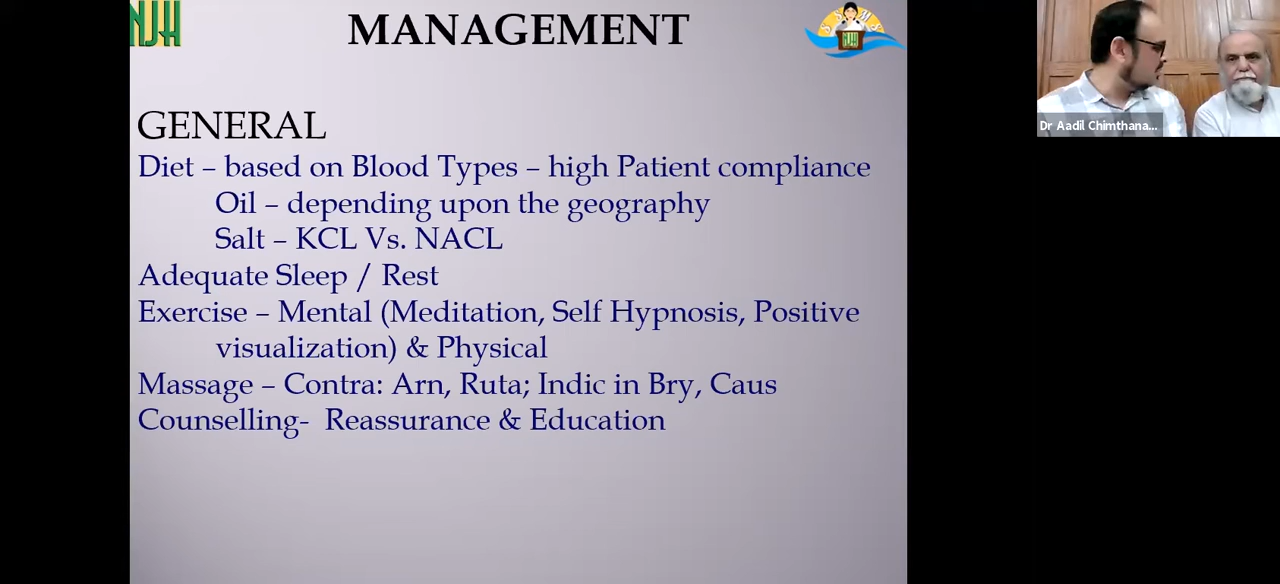 NJH
MANAGEMENT
NJH
Dr Aadil Chimthana...
GENERAL
Diet – based on Blood Types – high Patient compliance
Oil – depending upon the geography
Salt – KCL Vs. NACL
Adequate Sleep / Rest
Exercise – Mental (Meditation, Self Hypnosis, Positive
visualization) & Physical
Massage – Contra: Arn, Ruta; Indic in Bry, Caus
Counselling- Reassurance & Education